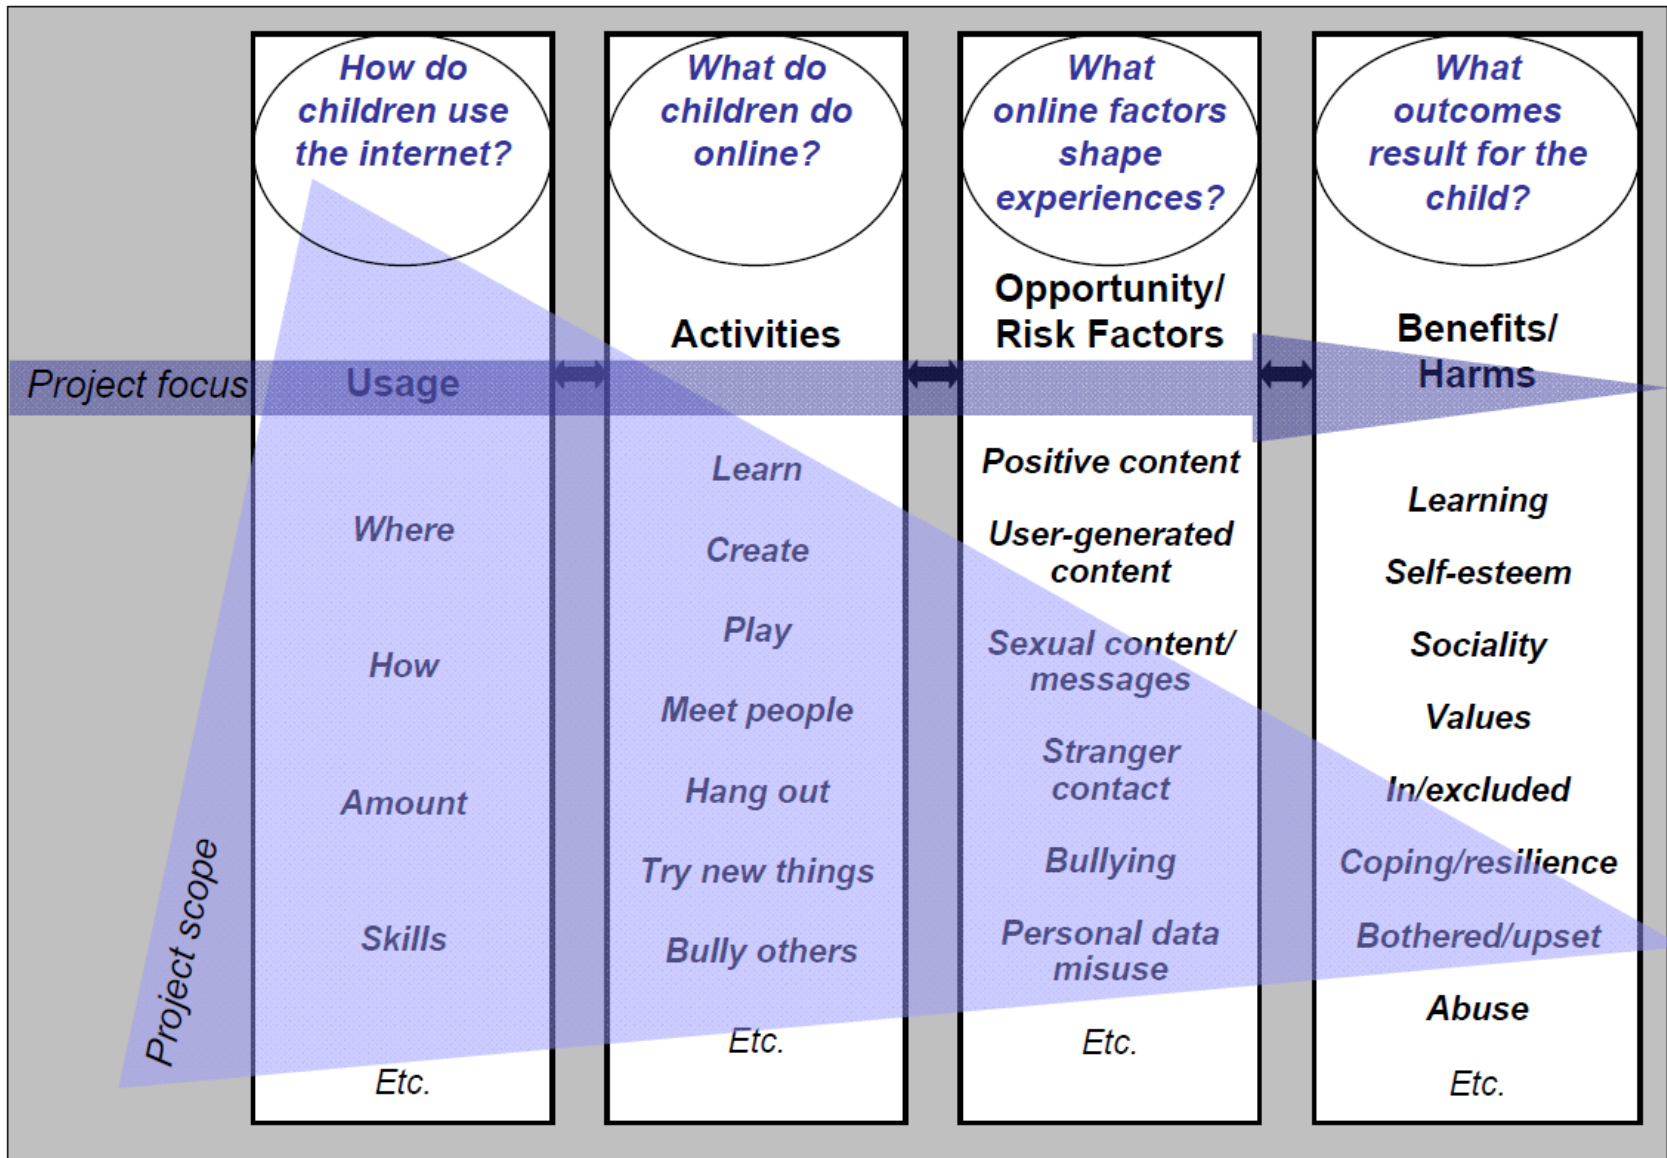 How do
children use
the internet?
What do
children do
online?
What
online factors
shape
experiences?
What
outcomes
result for the
child?
Project focus
Usage
Where
How
Amount
Skills
Etc.
Activities
Learn
Create
Play
Meet people
Hang out
Try new things
Bully others
Etc.
Opportunity/
Risk Factors
Positive content
User-generated
content
Sexual content/
messages
Stranger
contact
Bullying
Personal data
misuse
Etc.
Benefits/
Harms
Learning
Self-esteem
Sociality
Values
In/excluded
Coping/resilience
Bothered/upset
Abuse
Etc.
Project scope